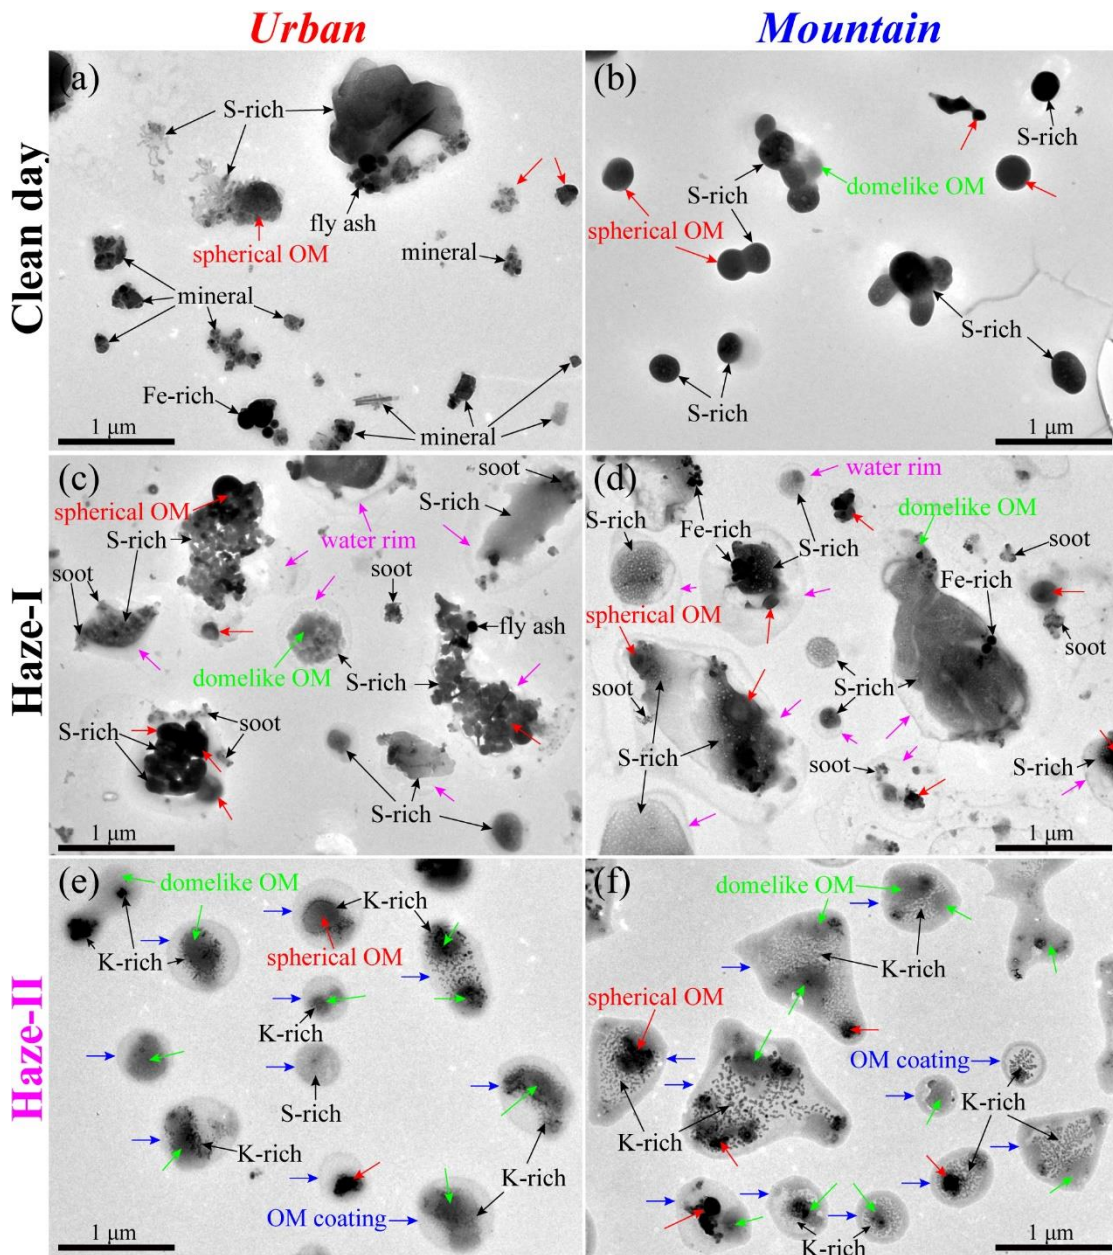 Urban
Mountain
Clean day
(a)
S-rich
fly ash
spherical OM
mineral
mineral
Fe-rich
mineral
1 µm
(b)
S-rich
domelike OM
S-rich
spherical OM
S-rich
S-rich
1 µm
Haze-I
(c)
soot
spherical OM
S-rich
S-rich
water rim
soot
soot
fly ash
domelike OM
S-rich
soot
S-rich
S-rich
1 µm
(d)
water rim
domelike OM
S-rich
Fe-rich
S-rich
soot
Fe-rich
spherical OM
soot
soot
S-rich
S-rich
soot
S-rich
1 µm
Haze-II
(e)
domelike OM
K-rich
K-rich
spherical OM
K-rich
S-rich
K-rich
K-rich
OM coating
1 µm
(f)
domelike OM
K-rich
spherical OM
OM coating
K-rich
K-rich
K-rich
1 µm